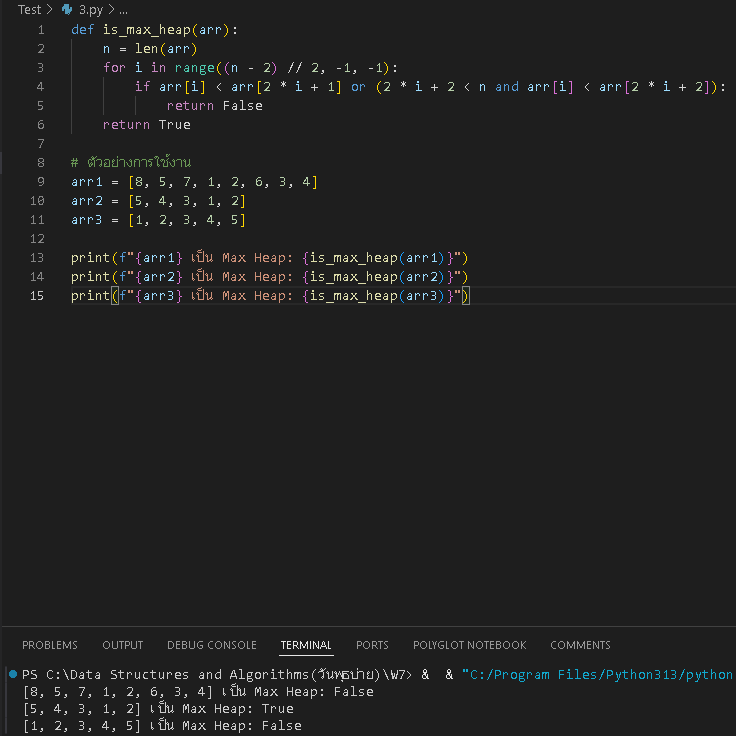 Test > 3.py > ...
1 def is_max_heap(arr):
2 n = len(arr)
3 for i in range((n - 2) // 2, -1, -1):
4 if arr[i] < arr[2 * i + 1] or (2 * i + 2 < n and arr[i] < arr[2 * i + 2]):
5 return False
6 return True
7
8 # ตัวอย่างการใช้งาน
9 arr1 = [8, 5, 7, 1, 2, 6, 3, 4]
10 arr2 = [5, 4, 3, 1, 2]
11 arr3 = [1, 2, 3, 4, 5]
12
13 print(f"{arr1} เป็น Max Heap: {is_max_heap(arr1)}")
14 print(f"{arr2} เป็น Max Heap: {is_max_heap(arr2)}")
15 print(f"{arr3} เป็น Max Heap: {is_max_heap(arr3)}")
PROBLEMS OUTPUT DEBUG CONSOLE TERMINAL PORTS POLYGLOT NOTEBOOK COMMENTS
PS C:\Data Structures and Algorithms(วันพุธบ่าย)\W7> & & "C:/Program Files/Python313/python
[8, 5, 7, 1, 2, 6, 3, 4] เป็น Max Heap: False
[5, 4, 3, 1, 2] เป็น Max Heap: True
[1, 2, 3, 4, 5] เป็น Max Heap: False